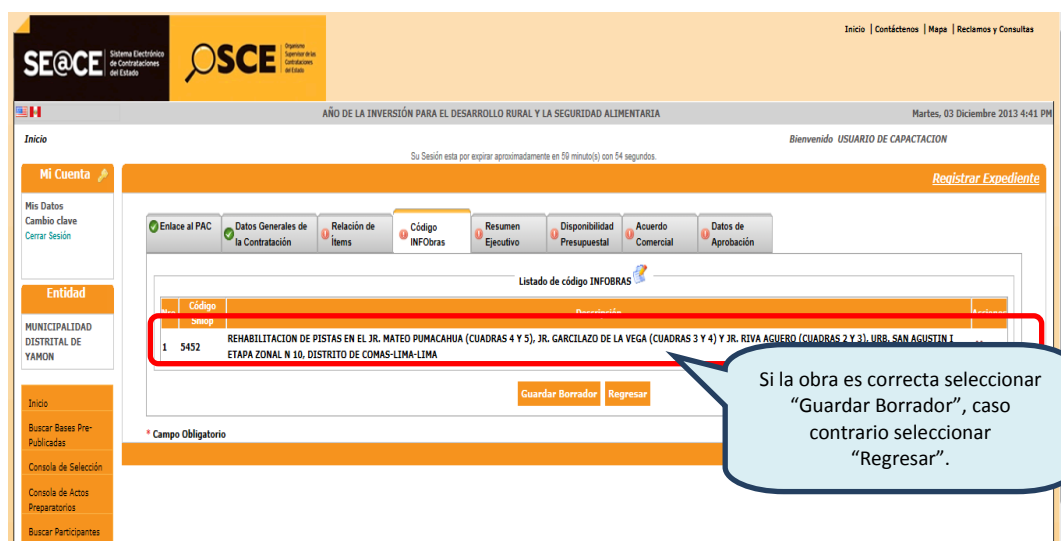 Inicio | Contáctenos | Mapa | Reclamos y Consultas
SE@CE Sistema Electrónico
de Contrataciones
del Estado
OSCE Organismo
Supervisor de las
Contrataciones
del Estado
AÑO DE LA INVERSIÓN PARA EL DESARROLLO RURAL Y LA SEGURIDAD ALIMENTARIA
Martes, 03 Diciembre 2013 4:41 PM
Inicio
Bienvenido USUARIO DE CAPACTACION
Su Sesión esta por expirar aproximadamente en 59 minuto(s) con 54 segundos.
Mi Cuenta
Registrar Expediente
Mis Datos
Cambio clave
Cerrar Sesión
Enlace al PAC
Datos Generales de
la Contratación
Relación de
Ítems
Código
INFObras
Resumen
Ejecutivo
Disponibilidad
Presupuestal
Acuerdo
Comercial
Datos de
Aprobación
Listado de código INFOBRAS
Entidad
MUNICIPALIDAD
DISTRITAL DE
YAMON
Nro Código
Sniop
Descripción
Acciones
1 5452 REHABILITACION DE PISTAS EN EL JR. MATEO PUMACAHUA (CUADRAS 4 Y 5), JR. GARCILAZO DE LA VEGA (CUADRAS 3 Y 4) Y JR. RIVA AGUERO (CUADRAS 2 Y 3), URB. SAN AGUSTIN I
ETAPA ZONAL N 10, DISTRITO DE COMAS-LIMA-LIMA
Guardar Borrador Regresar
Si la obra es correcta seleccionar
“Guardar Borrador”, caso
contrario seleccionar
“Regresar”.
* Campo Obligatorio
Inicio
Buscar Bases Pre-
Publicadas
Consola de Selección
Consola de Actos
Preparatorios
Buscar Participantes